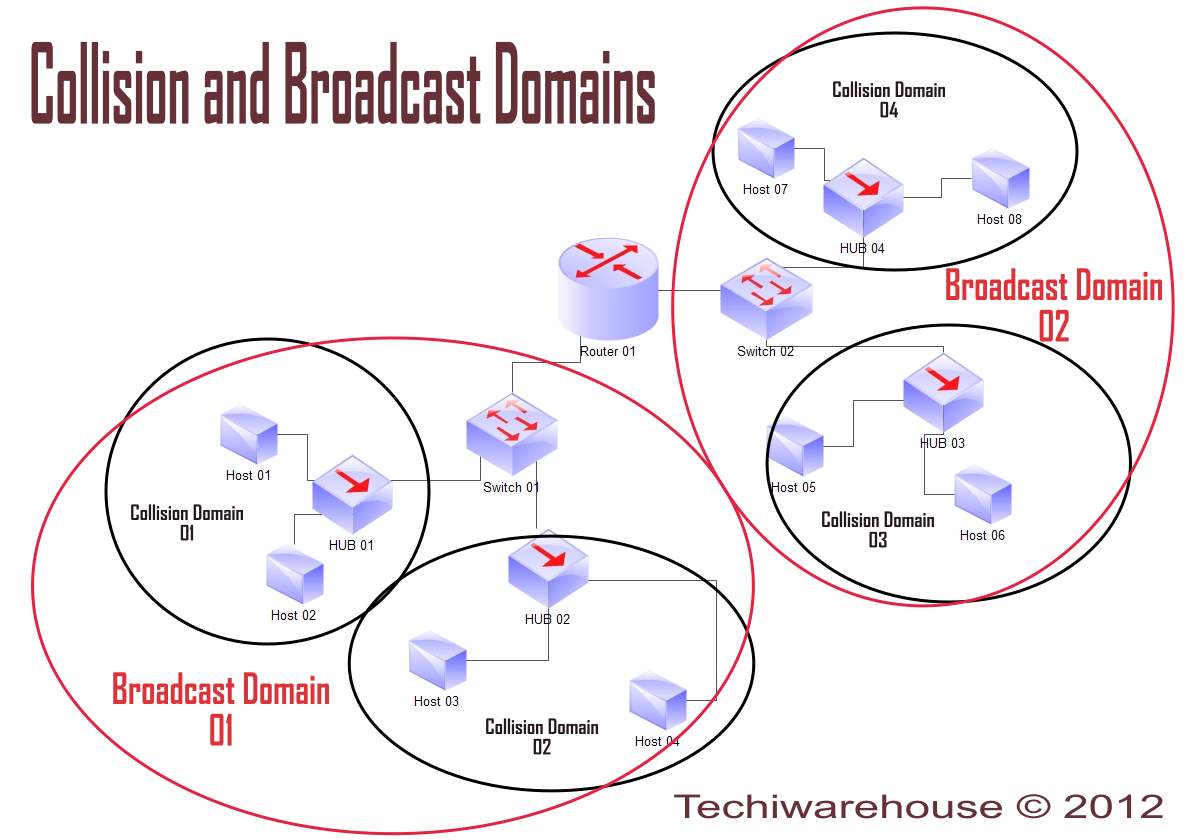 Collision and Broadcast Domains
Collision Domain
04
Host 07
Host 08
HUB 04
Broadcast Domain
02
Router 01
Switch 02
HUB 03
Host 05
Collision Domain
03
Host 06
Host 01
Switch 01
Collision Domain
01
HUB 01
Host 02
HUB 02
Broadcast Domain
01
Host 03
Collision Domain
02
Host 04
Techiwarehouse © 2012